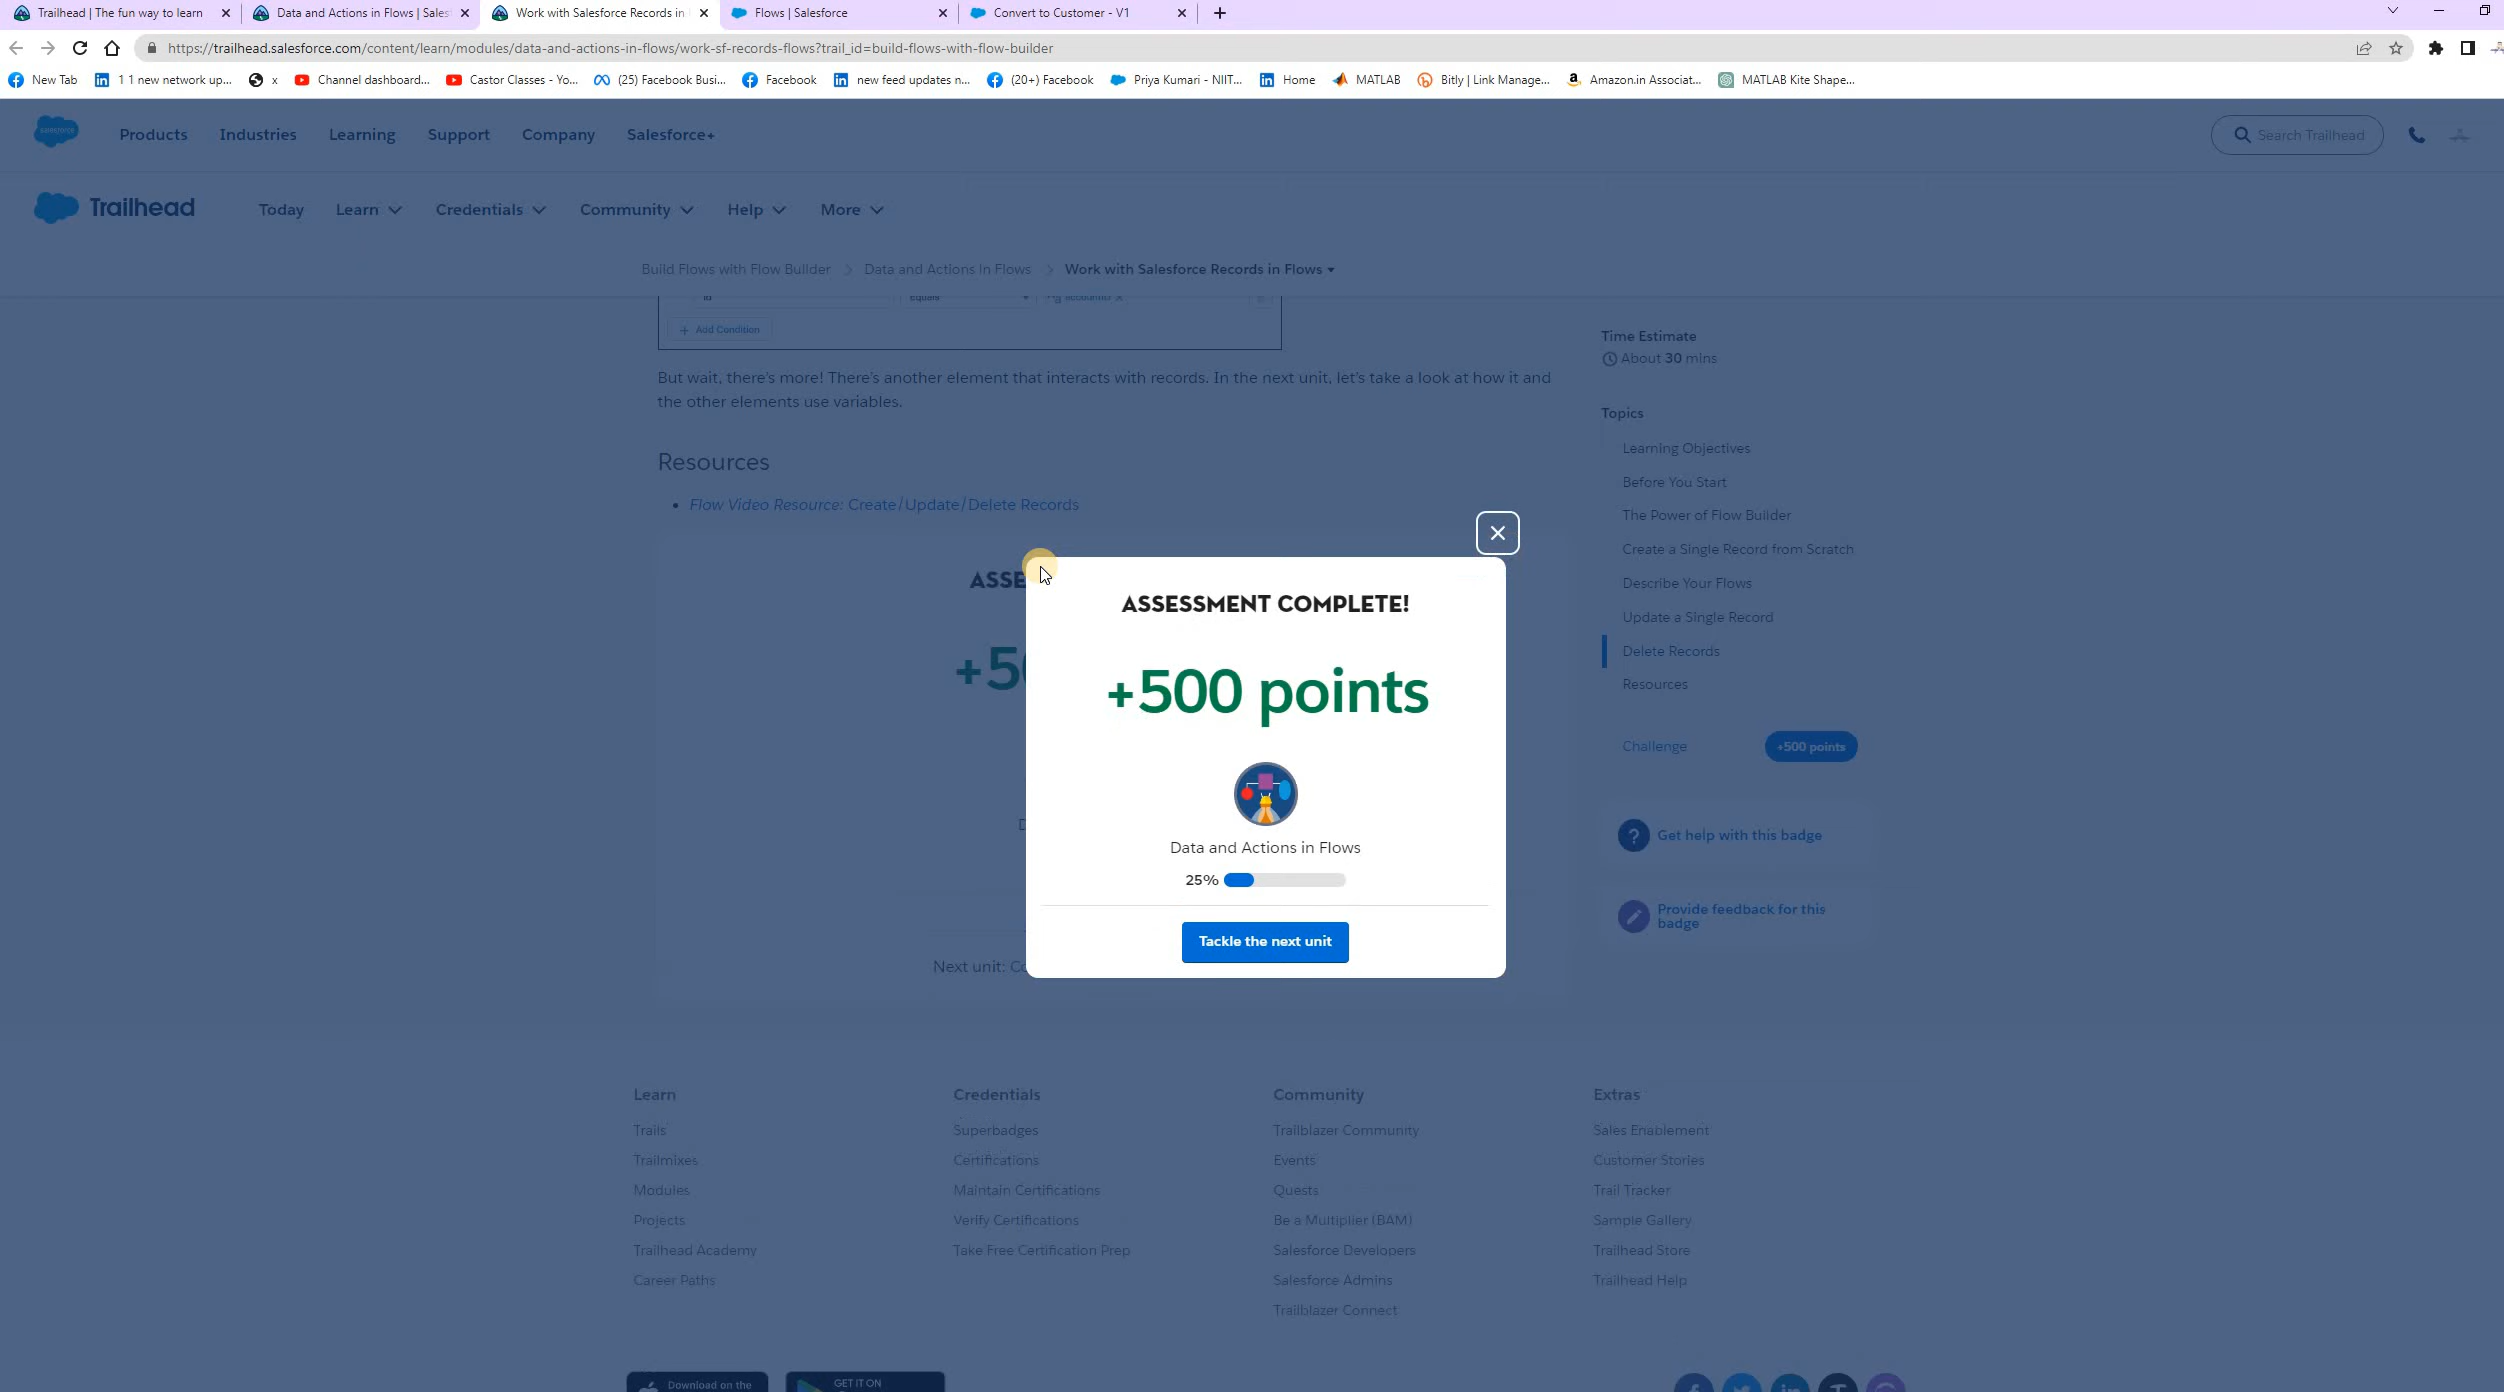 Trailhead | The fun way to learn
Data and Actions in Flows | Sales
Work with Salesforce Records in
Flows | Salesforce
Convert to Customer - V1
https://trailhead.salesforce.com/content/learn/modules/data-and-actions-in-flows/work-sf-records-flows?trail_id=build-flows-with-flow-builder
New Tab
1 1 new network up...
x
Channel dashboard...
Castor Classes - Yo...
(25) Facebook Busi...
Facebook
new feed updates n...
(20+) Facebook
Priya Kumari - NIIT...
Home
MATLAB
Bitly | Link Manage...
Amazon.in Associat...
MATLAB Kite Shape...
salesforce
Products
Industries
Learning
Support
Company
Salesforce+
Search Trailhead
Trailhead
Today
Learn
Credentials
Community
Help
More
Build Flows with Flow Builder
Data and Actions in Flows
Work with Salesforce Records in Flows
Id
equals
accountID
+ Add Condition
But wait, there's more! There's another element that interacts with records. In the next unit, let's take a look at how it and
the other elements use variables.
Resources
Flow Video Resource: Create/Update/Delete Records
ASSE
+50
D
Next unit: Co
ASSESSMENT COMPLETE!
+500 points
Data and Actions in Flows
25%
Tackle the next unit
Time Estimate
About 30 mins
Topics
Learning Objectives
Before You Start
The Power of Flow Builder
Create a Single Record from Scratch
Describe Your Flows
Update a Single Record
Delete Records
Resources
Challenge
+500 points
Get help with this badge
Provide feedback for this
badge
Learn
Trails
Trailmixes
Modules
Projects
Trailhead Academy
Career Paths
Credentials
Superbadges
Certifications
Maintain Certifications
Verify Certifications
Take Free Certification Prep
Community
Trailblazer Community
Events
Quests
Be a Multiplier (BAM)
Salesforce Developers
Salesforce Admins
Trailblazer Connect
Extras
Sales Enablement
Customer Stories
Trail Tracker
Sample Gallery
Trailhead Store
Trailhead Help
Download on the
GET IT ON